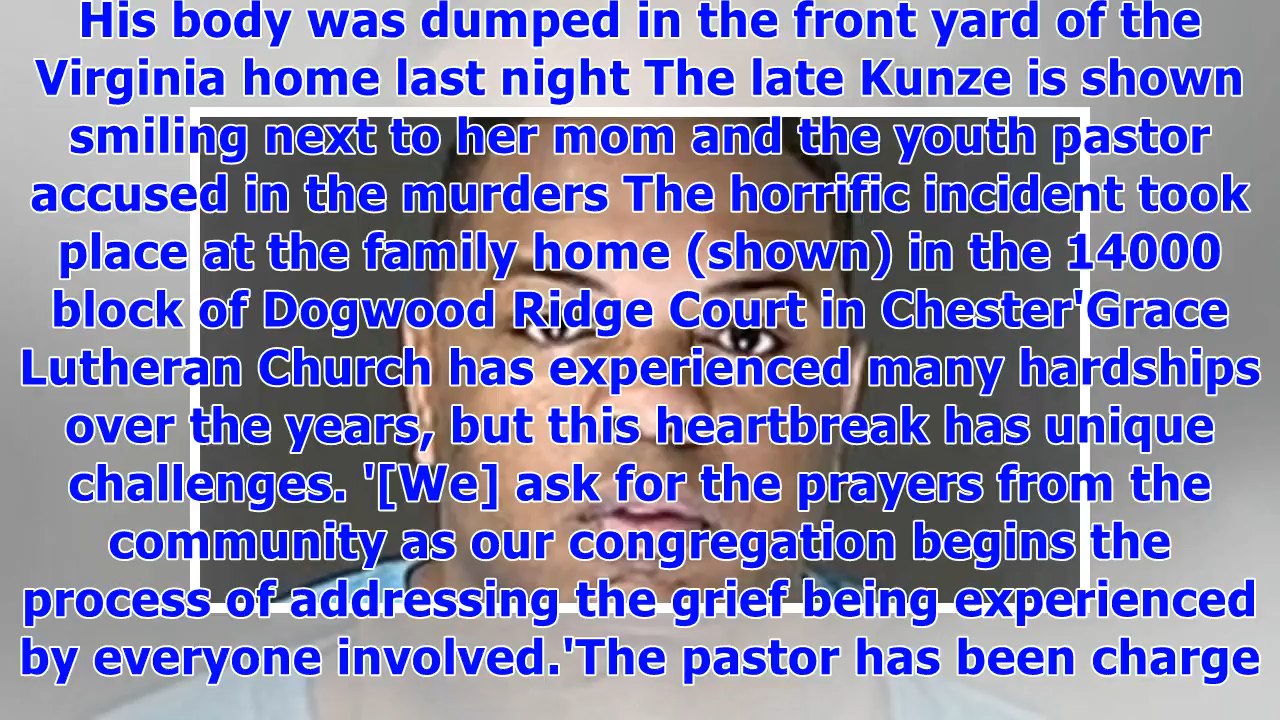 His body was dumped in the front yard of the
Virginia home last night The late Kunze is shown
smiling next to her mom and the youth pastor
accused in the murders The horrific incident took
place at the family home (shown) in the 14000
block of Dogwood Ridge Court in Chester'Grace
Lutheran Church has experienced many hardships
over the years, but this heartbreak has unique
challenges. '[We] ask for the prayers from the
community as our congregation begins the
process of addressing the grief being experienced
by everyone involved.'The pastor has been charge